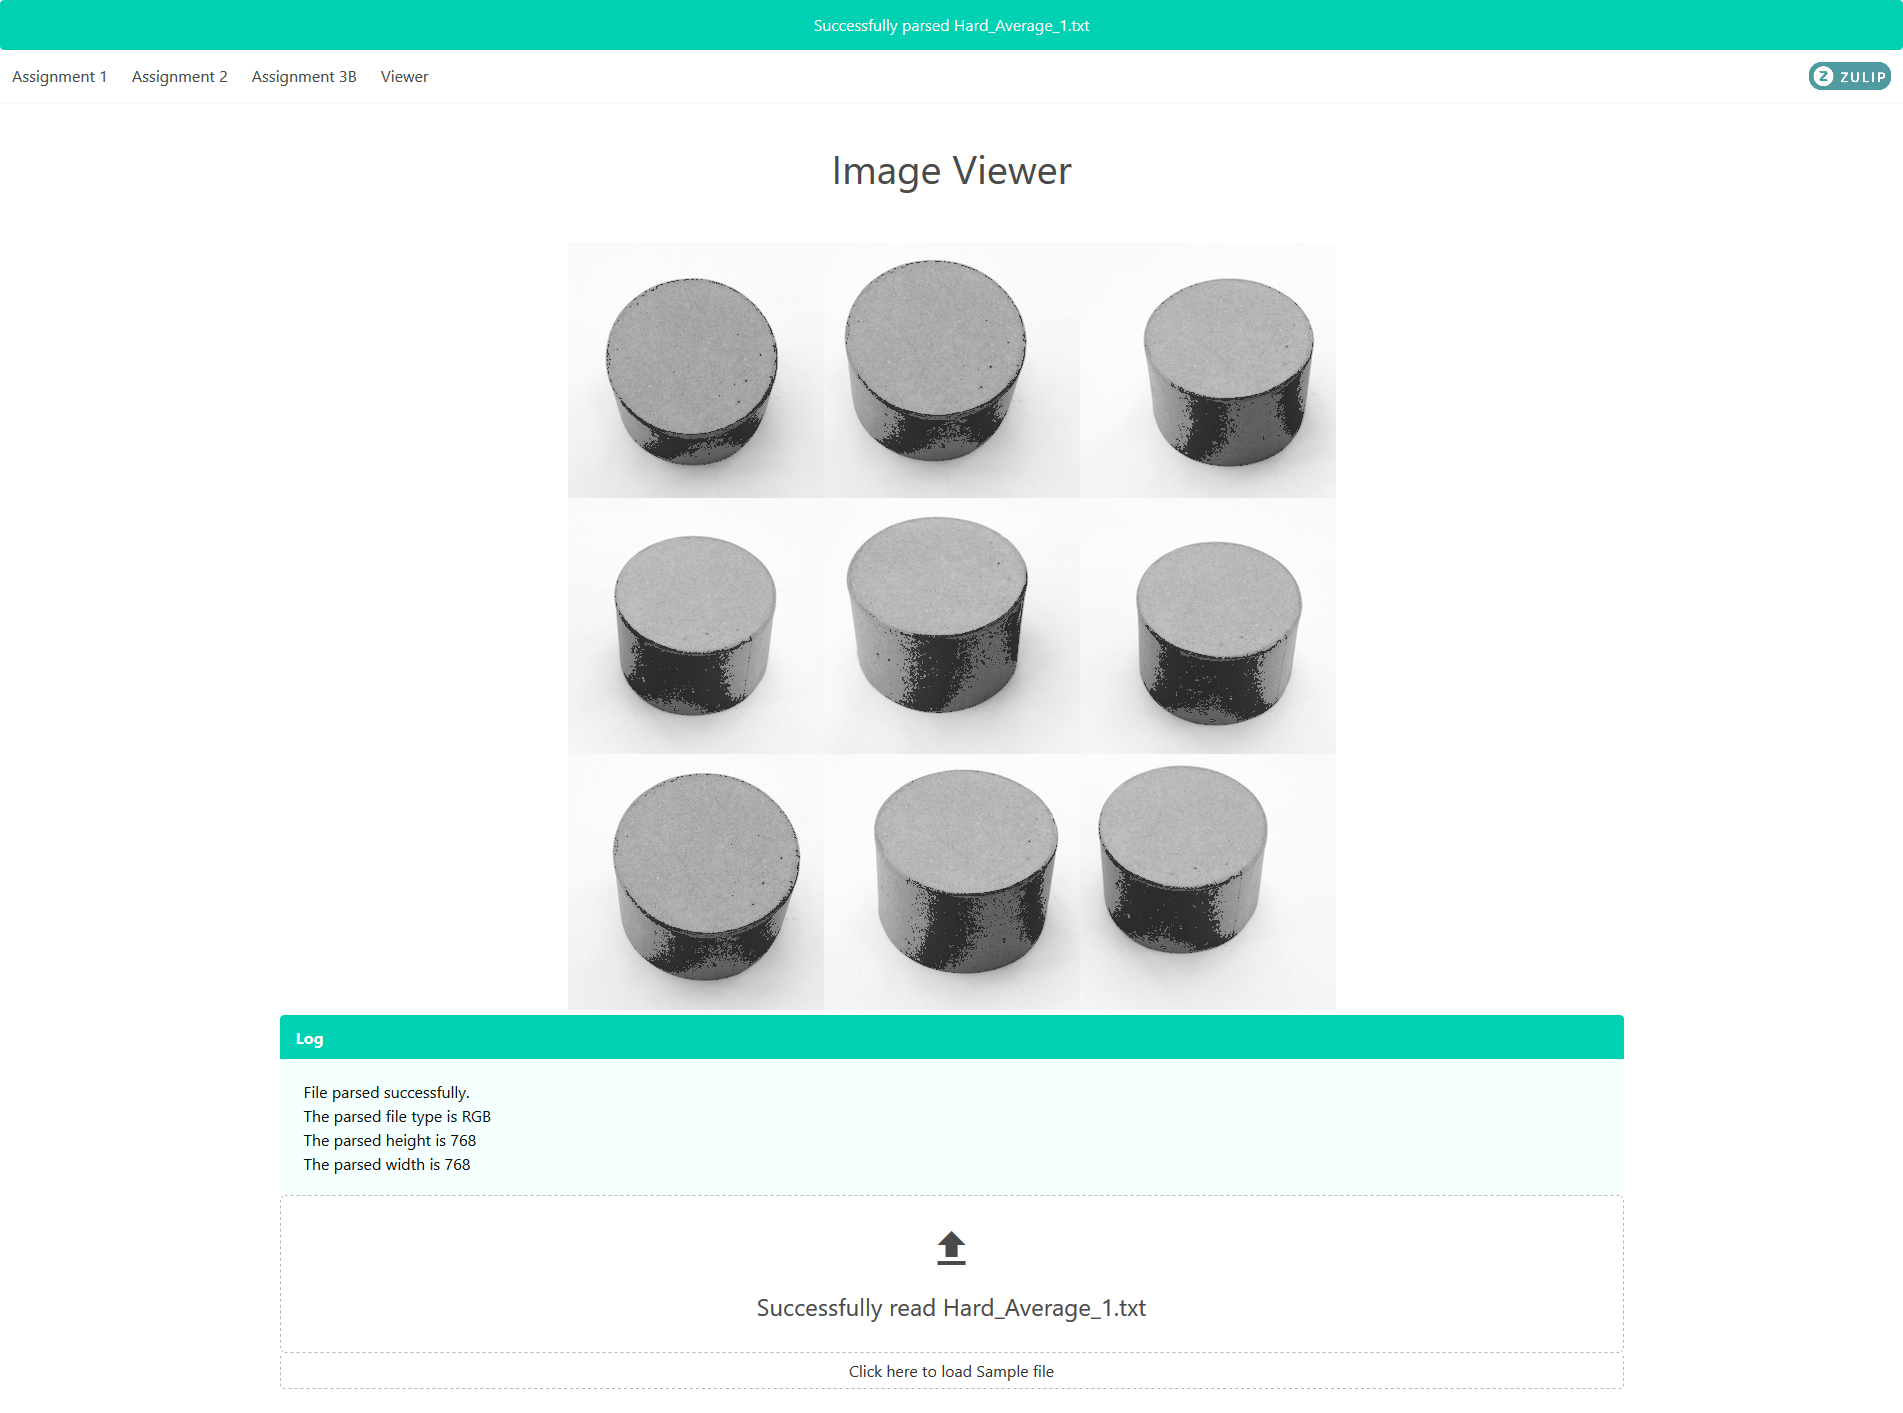 Successfully parsed Hard_Average_1.txt
Assignment 1 Assignment 2 Assignment 3B Viewer
Z ZULIP
Image Viewer
Log
File parsed successfully.
The parsed file type is RGB
The parsed height is 768
The parsed width is 768
Successfully read Hard_Average_1.txt
Click here to load Sample file